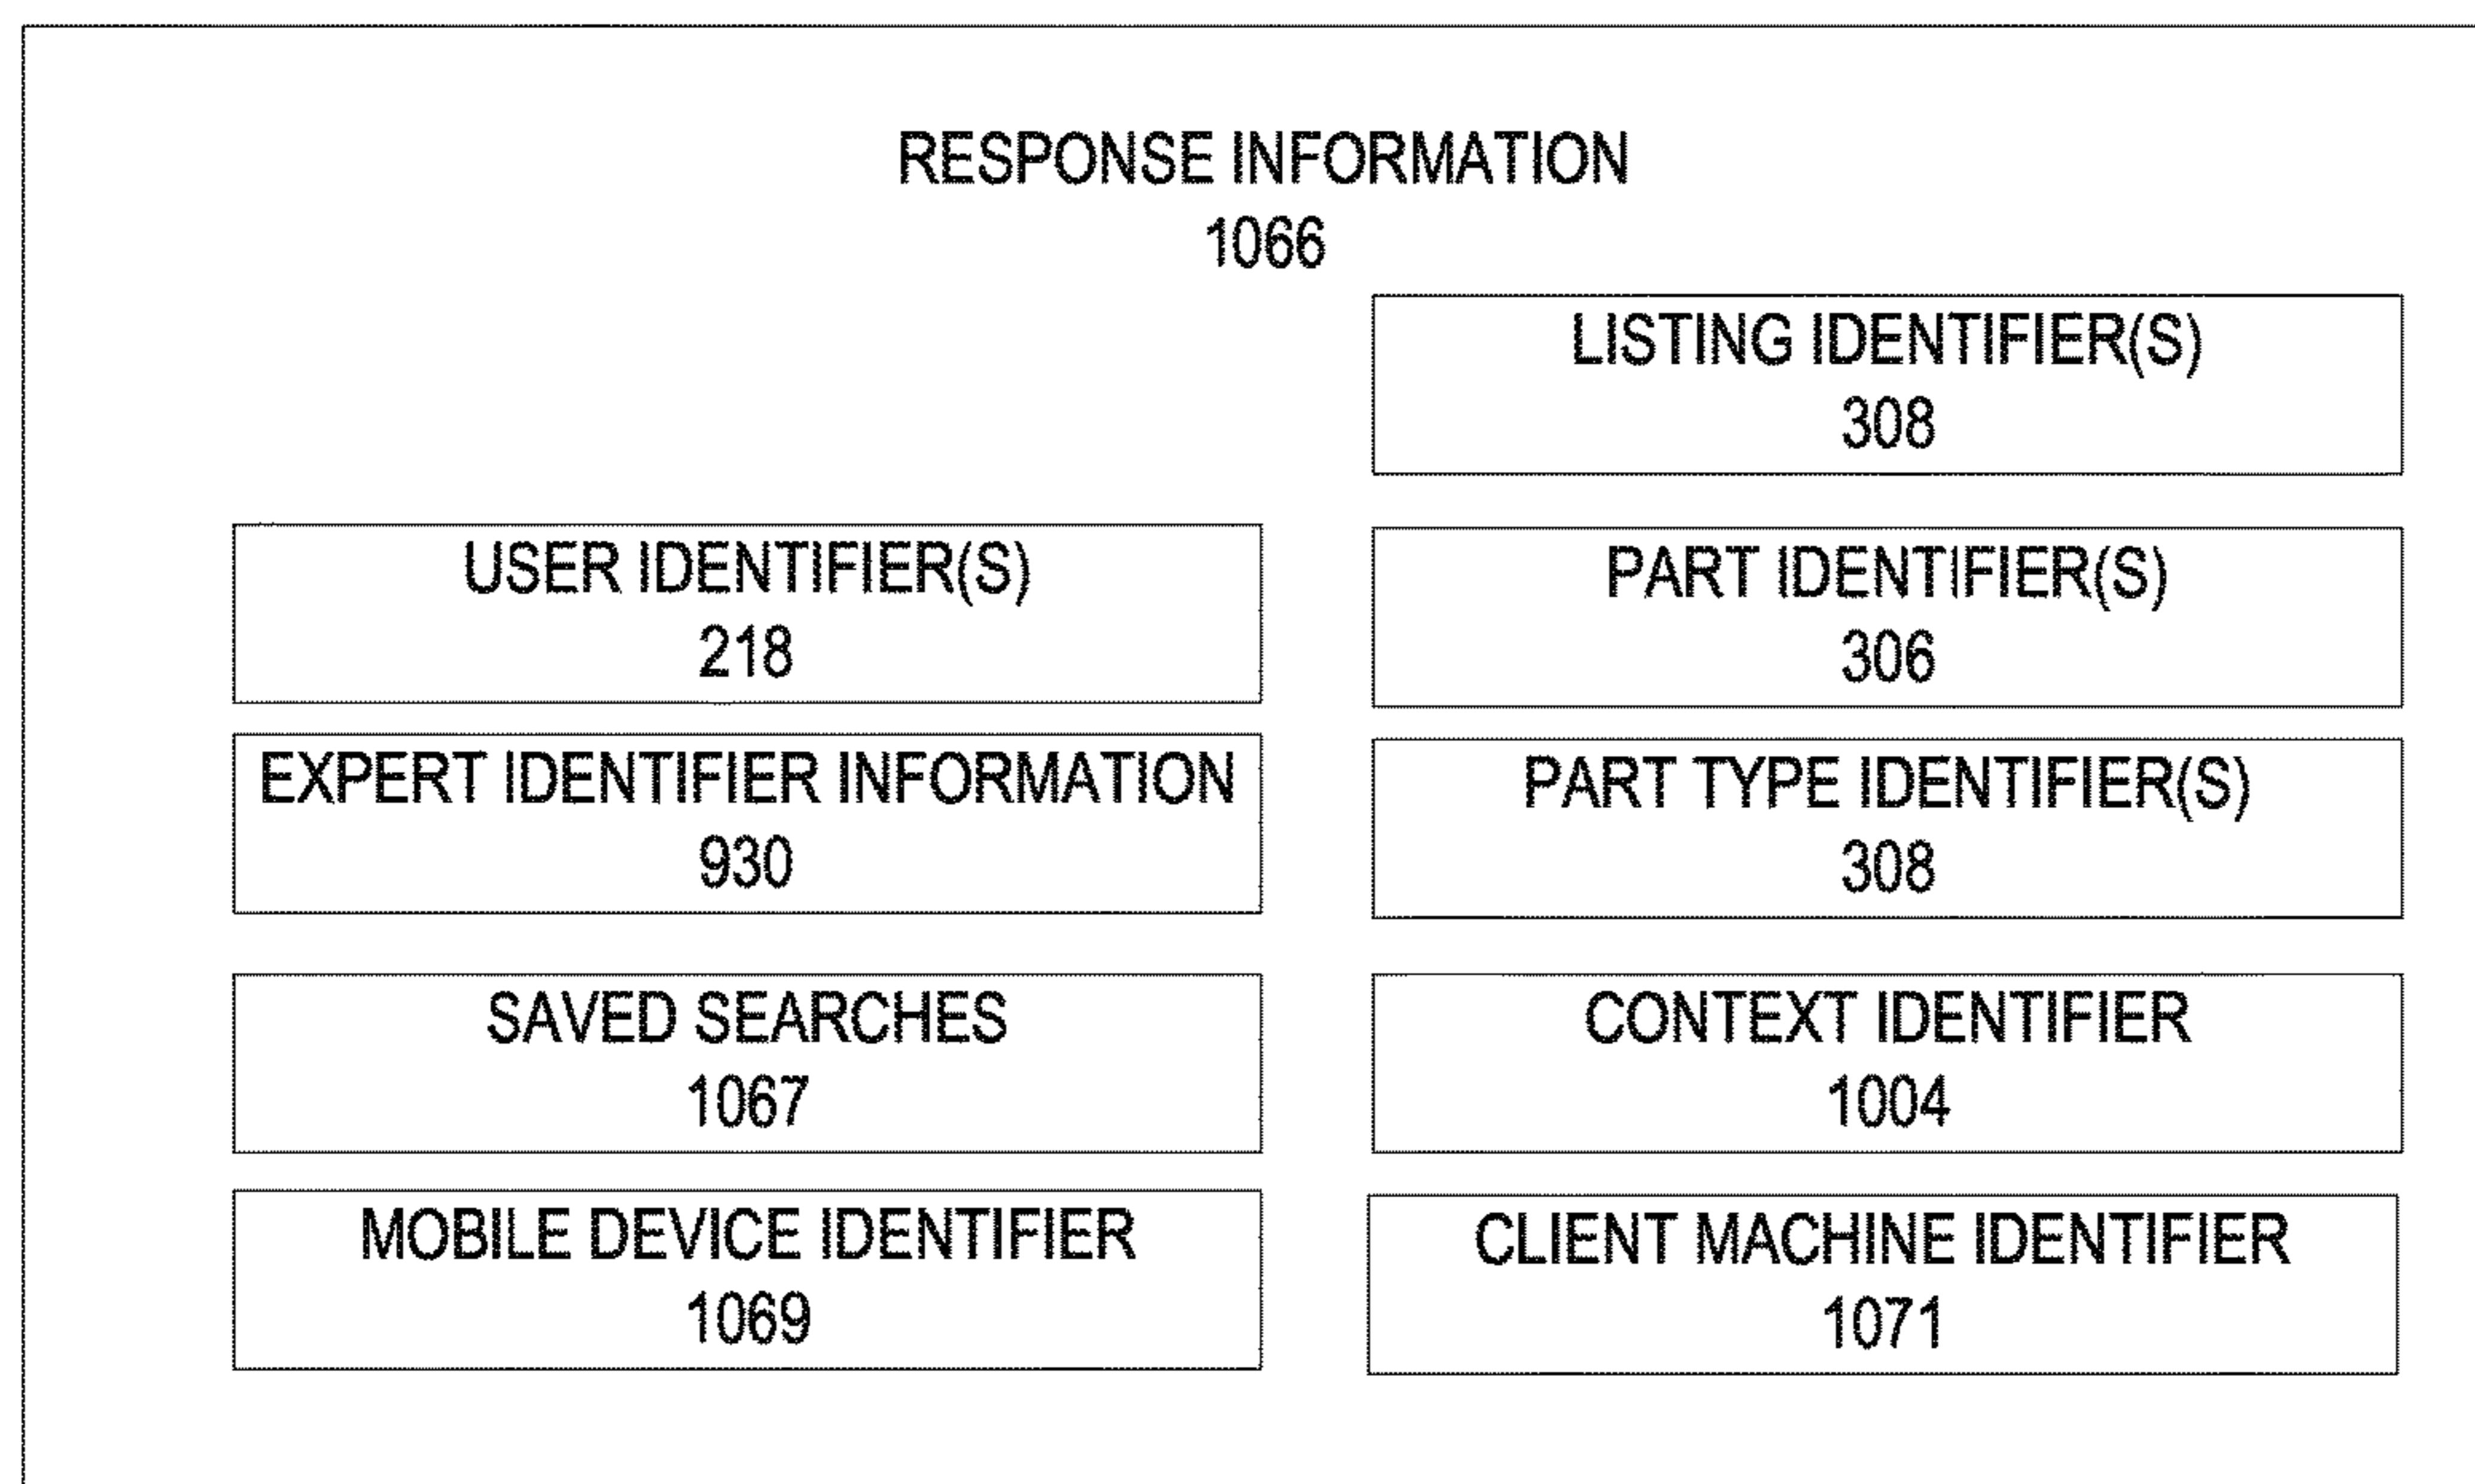 RESPONSE INFORMATION
1066
LISTING IDENTIFIER(S)
308
USER IDENTIFIER(S)
218
PART IDENTIFIER(S)
306
EXPERT IDENTIFIER INFORMATION
930
PART TYPE IDENTIFIER(S)
308
SAVED SEARCHES
1067
CONTEXT IDENTIFIER
1004
MOBILE DEVICE IDENTIFIER
1069
CLIENT MACHINE IDENTIFIER
1071